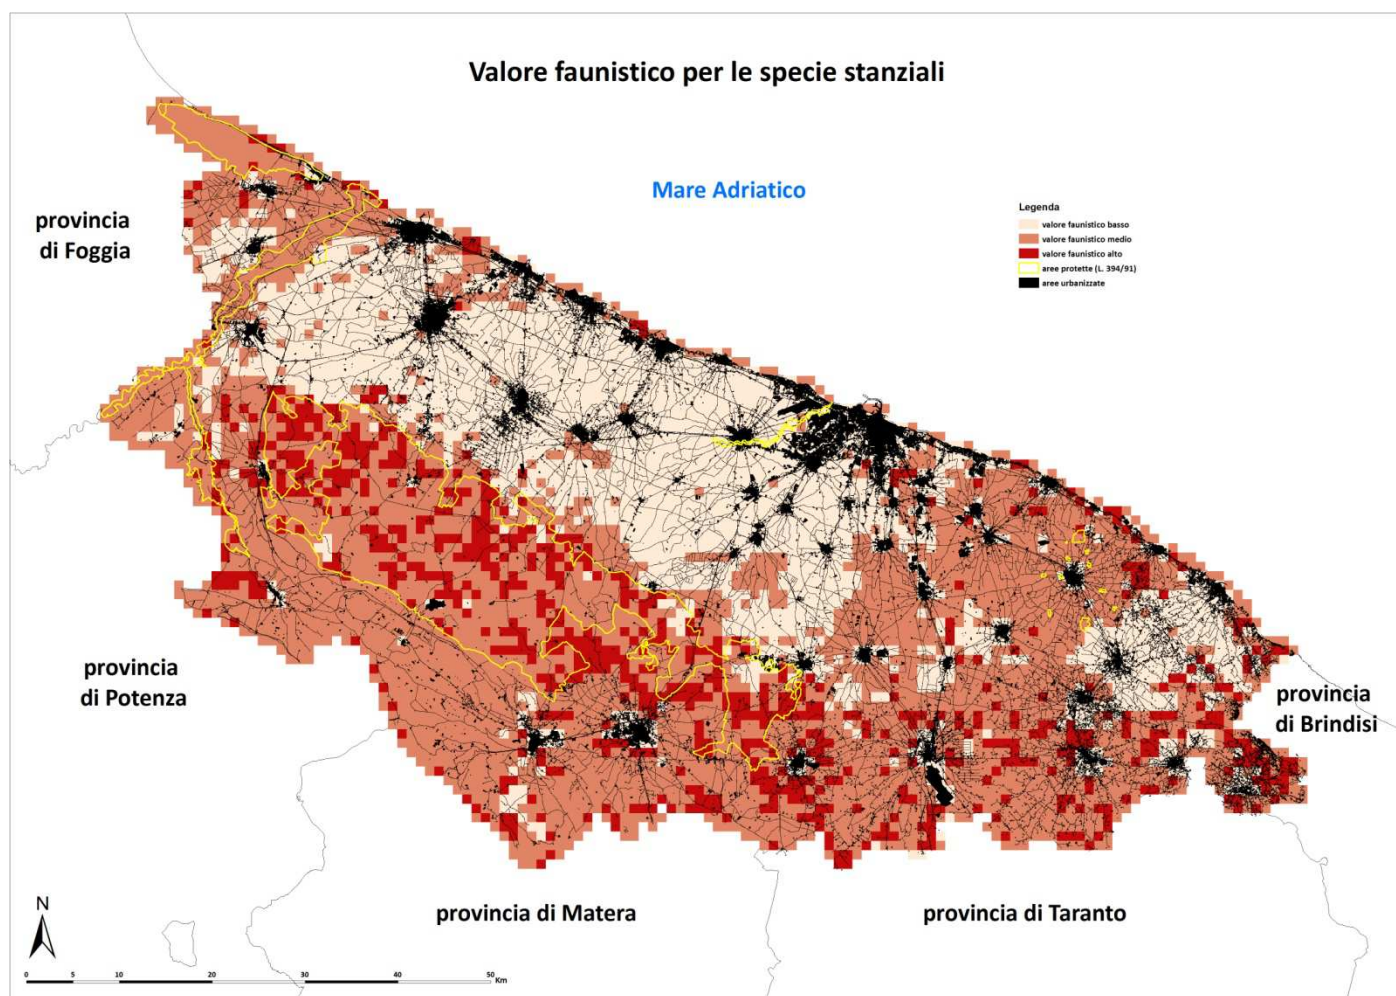 Valore faunistico per le specie stanziali
Mare Adriatico
provincia
di Foggia
Legenda
valore faunistico basso
valore faunistico medio
valore faunistico alto
aree protette (L. 394/91)
aree urbanizzate
provincia
di Potenza
provincia
di Brindisi
provincia di Matera
provincia di Taranto
N
0 5 10 20 30 40 50
Km